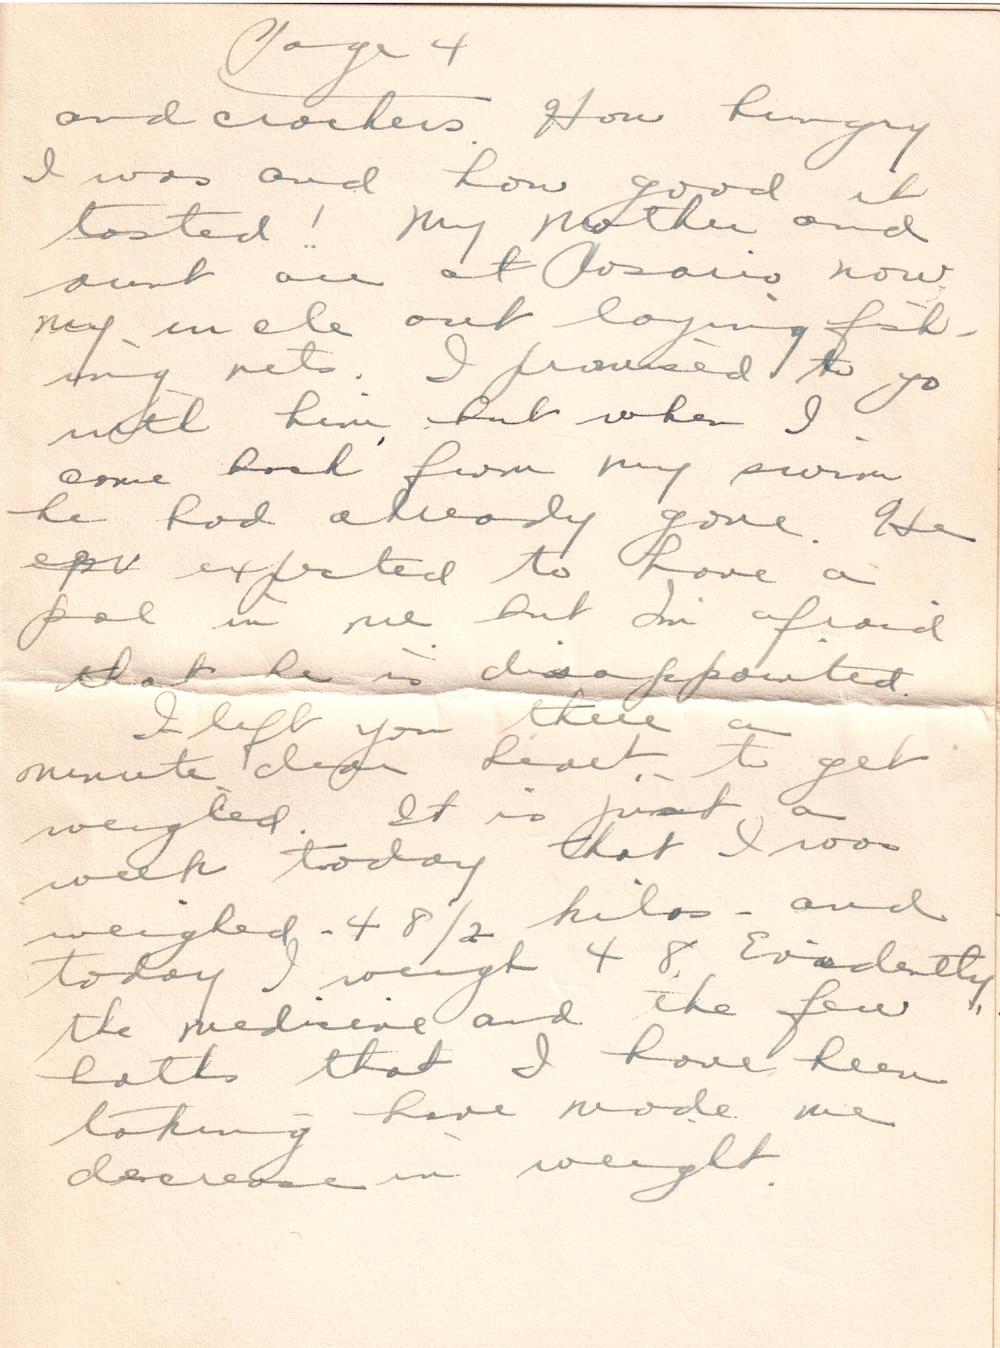 Page 4
and crackers. How hungry
I was and how good it
tasted! My mother and
aunt are at Rosario now,
my uncle out laying fish-
ing nets. I promised to go
with him, but when I
came back from my swim
he had already gone. He
expected to have a
pal in me but I'm afraid
that he is disappointed.
I left you there a
minute dear heart, to get
weighed. It is just a
week today that I was
weighed - 48 1/2 kilos - and
today I weigh 48. Evidently,
the medicine and the few
baths that I have been
taking have made me
decrease in weight.